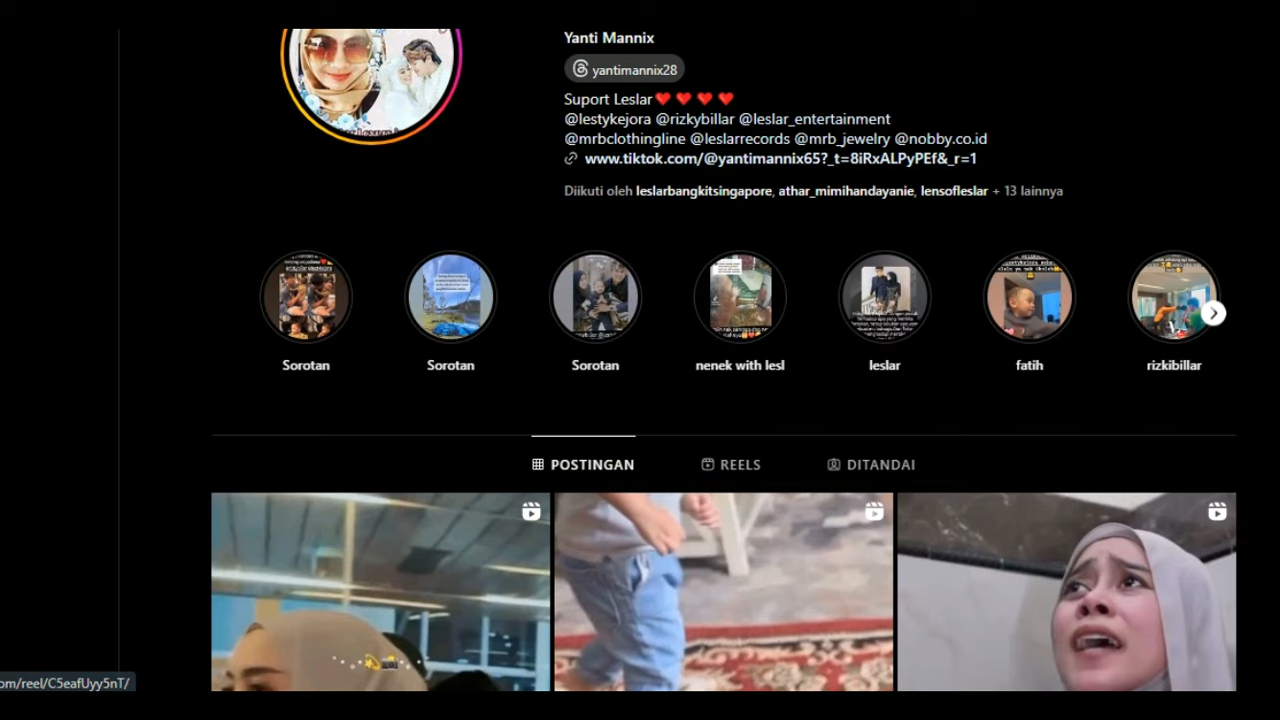 Yanti Mannix
yantimannix28
Suport Leslar❤️❤️❤️❤️
@lestykejora @rizkybillar @leslar_entertainment
@mrbclothingline @leslarrecords @mrb_jewelry @nobby.co.id
www.tiktok.com/@yantimannix65?_t=8iRxALPyPEf&_r=1
Diikuti oleh leslarbangkitsingapore, athar_mimihandayanie, lensofleslar + 13 lainnya
Sorotan
Sorotan
Sorotan
nenek with lesl
leslar
fatih
rizkibillar
POSTINGAN
REELS
DITANDAI
om/reel/C5eafUyy5nT/